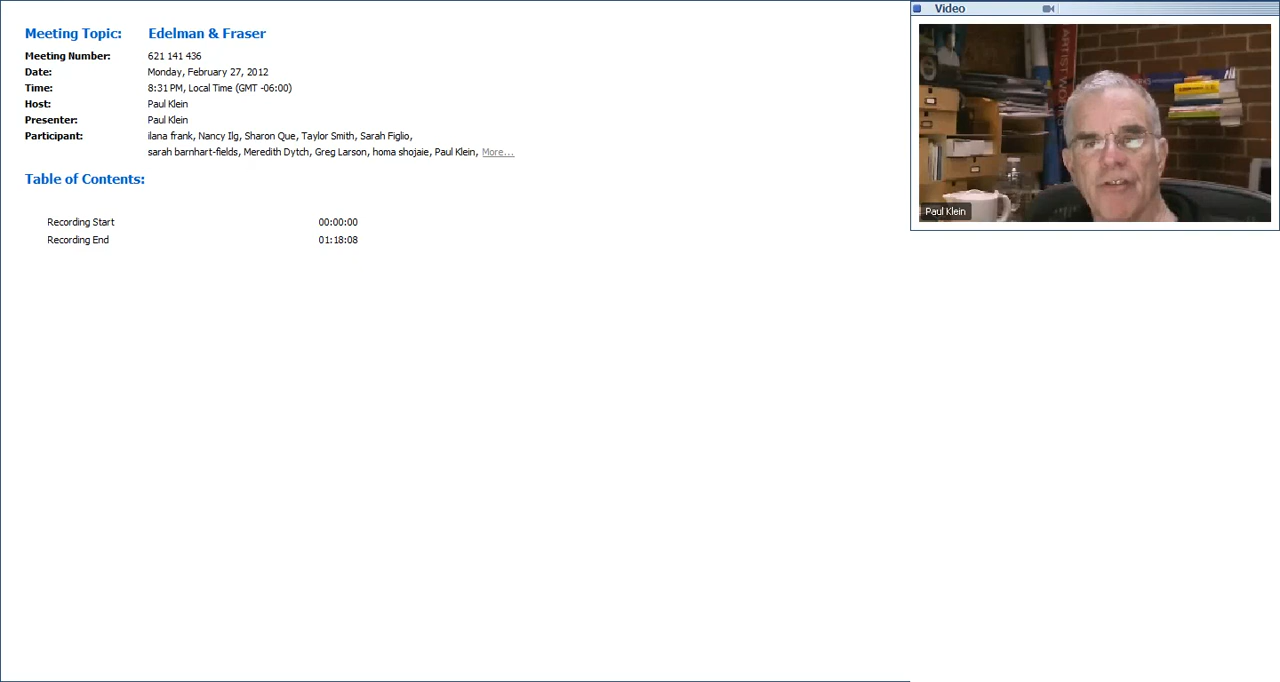 Meeting Topic: Edelman & Fraser
Meeting Number: 621 141 436
Date: Monday, February 27, 2012
Time: 8:31 PM, Local Time (GMT -06:00)
Host: Paul Klein
Presenter: Paul Klein
Participant: ilana frank, Nancy Ilg, Sharon Que, Taylor Smith, Sarah Figlio,
sarah barnhart-fields, Meredith Dytch, Greg Larson, homa shojaie, Paul Klein, More...
Table of Contents:
Recording Start 00:00:00
Recording End 01:18:08
Video
ARTIST WORKS
Paul Klein